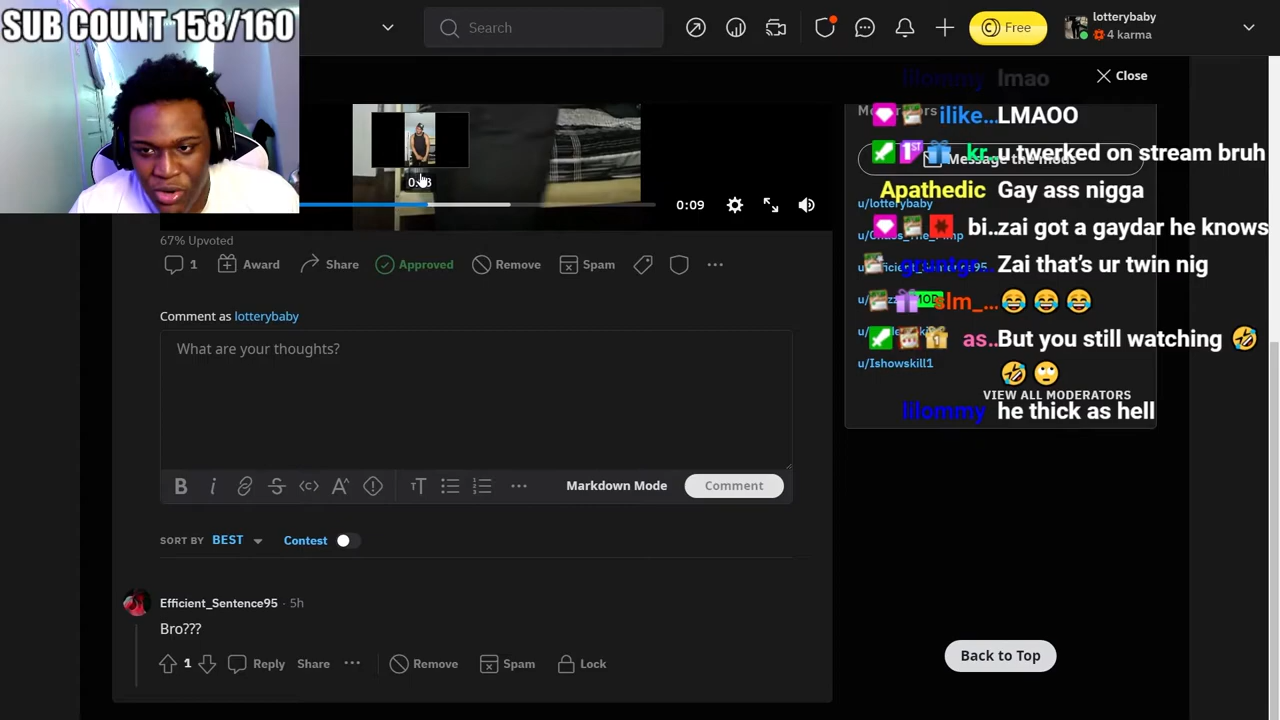 SUB COUNT 158/160
Search
Free
lotterybaby
4 karma
Close
lilommy lmao
ilike... LMAOO
kr.. u twerked on stream bruh
Message the mods
Apathedic Gay ass nigga
u/lotterybaby
bi.. zai got a gaydar he knows
Zai that's ur twin nig
slm_... 😂 😂 😂
as.. But you still watching 🤣
🤣 🙄
u/Ishowskill1
VIEW ALL MODERATORS
lilommy he thick as hell
0:09
67% Upvoted
1 Award Share Approved Remove Spam
Comment as lotterybaby
What are your thoughts?
Markdown Mode Comment
SORT BY BEST Contest
Efficient_Sentence95 · 5h
Bro???
1 Reply Share Remove Spam Lock
Back to Top